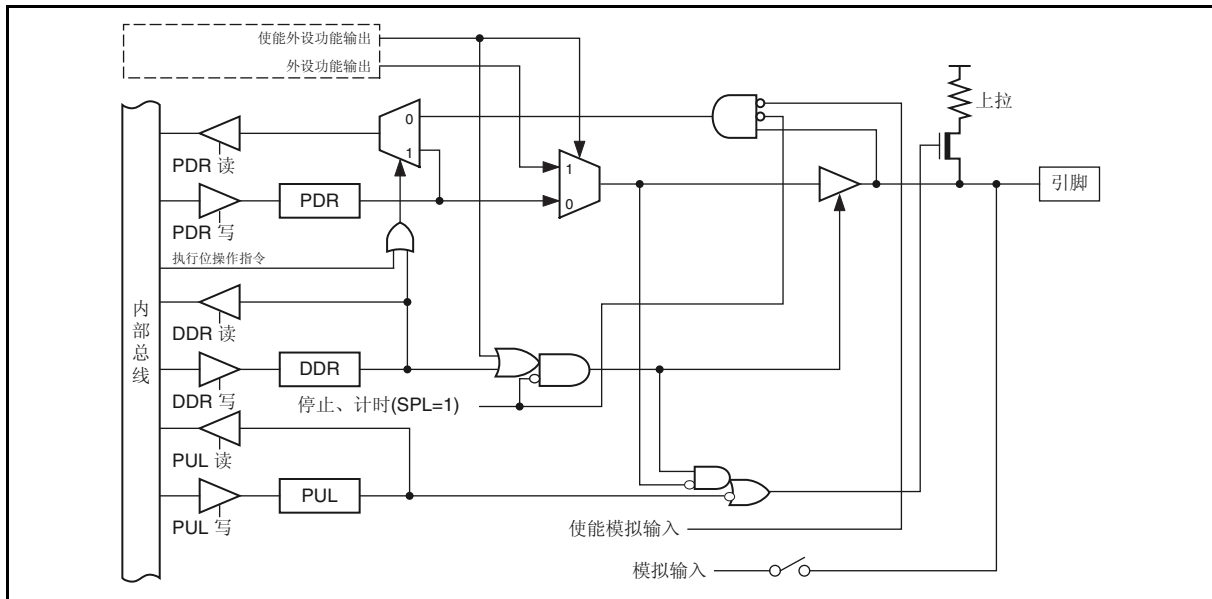 使能外设功能输出
外设功能输出
0
1
PDR 读
PDR
PDR 写
执行位操作指令
1
0
上拉
引脚
内部总线
DDR 读
DDR
DDR 写
停止、计时(SPL=1)
PUL 读
PUL
PUL 写
使能模拟输入
模拟输入